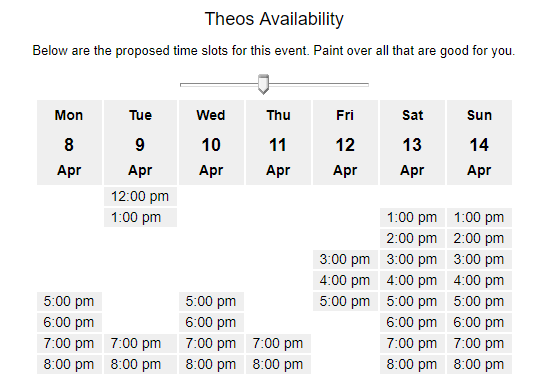 Theos Availability
Below are the proposed time slots for this event. Paint over all that are good for you.
Mon Tue Wed Thu Fri Sat Sun
8 9 10 11 12 13 14
Apr Apr Apr Apr Apr Apr Apr
12:00 pm
1:00 pm 1:00 pm 1:00 pm
2:00 pm 2:00 pm
3:00 pm 3:00 pm 3:00 pm
4:00 pm 4:00 pm 4:00 pm
5:00 pm 5:00 pm 5:00 pm 5:00 pm 5:00 pm
6:00 pm 6:00 pm 6:00 pm 6:00 pm
7:00 pm 7:00 pm 7:00 pm 7:00 pm 7:00 pm 7:00 pm
8:00 pm 8:00 pm 8:00 pm 8:00 pm 8:00 pm 8:00 pm